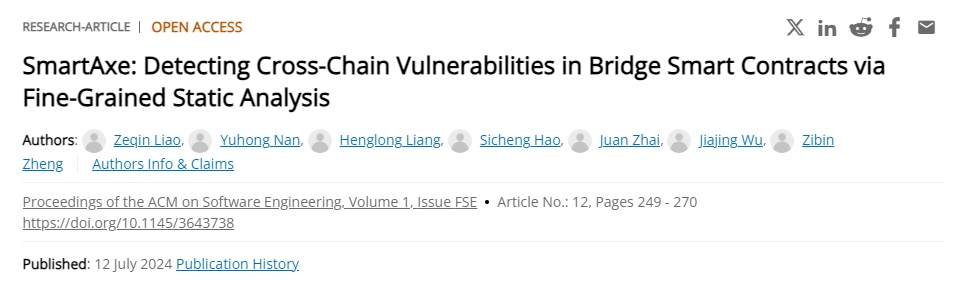 RESEARCH-ARTICLE | OPEN ACCESS
SmartAxe: Detecting Cross-Chain Vulnerabilities in Bridge Smart Contracts via
Fine-Grained Static Analysis
Authors: Zeqin Liao, Yuhong Nan, Henglong Liang, Sicheng Hao, Juan Zhai, Jiajing Wu, Zibin
Zheng | Authors Info & Claims
Proceedings of the ACM on Software Engineering, Volume 1, Issue FSE • Article No.: 12, Pages 249 - 270
https://doi.org/10.1145/3643738
Published: 12 July 2024 Publication History